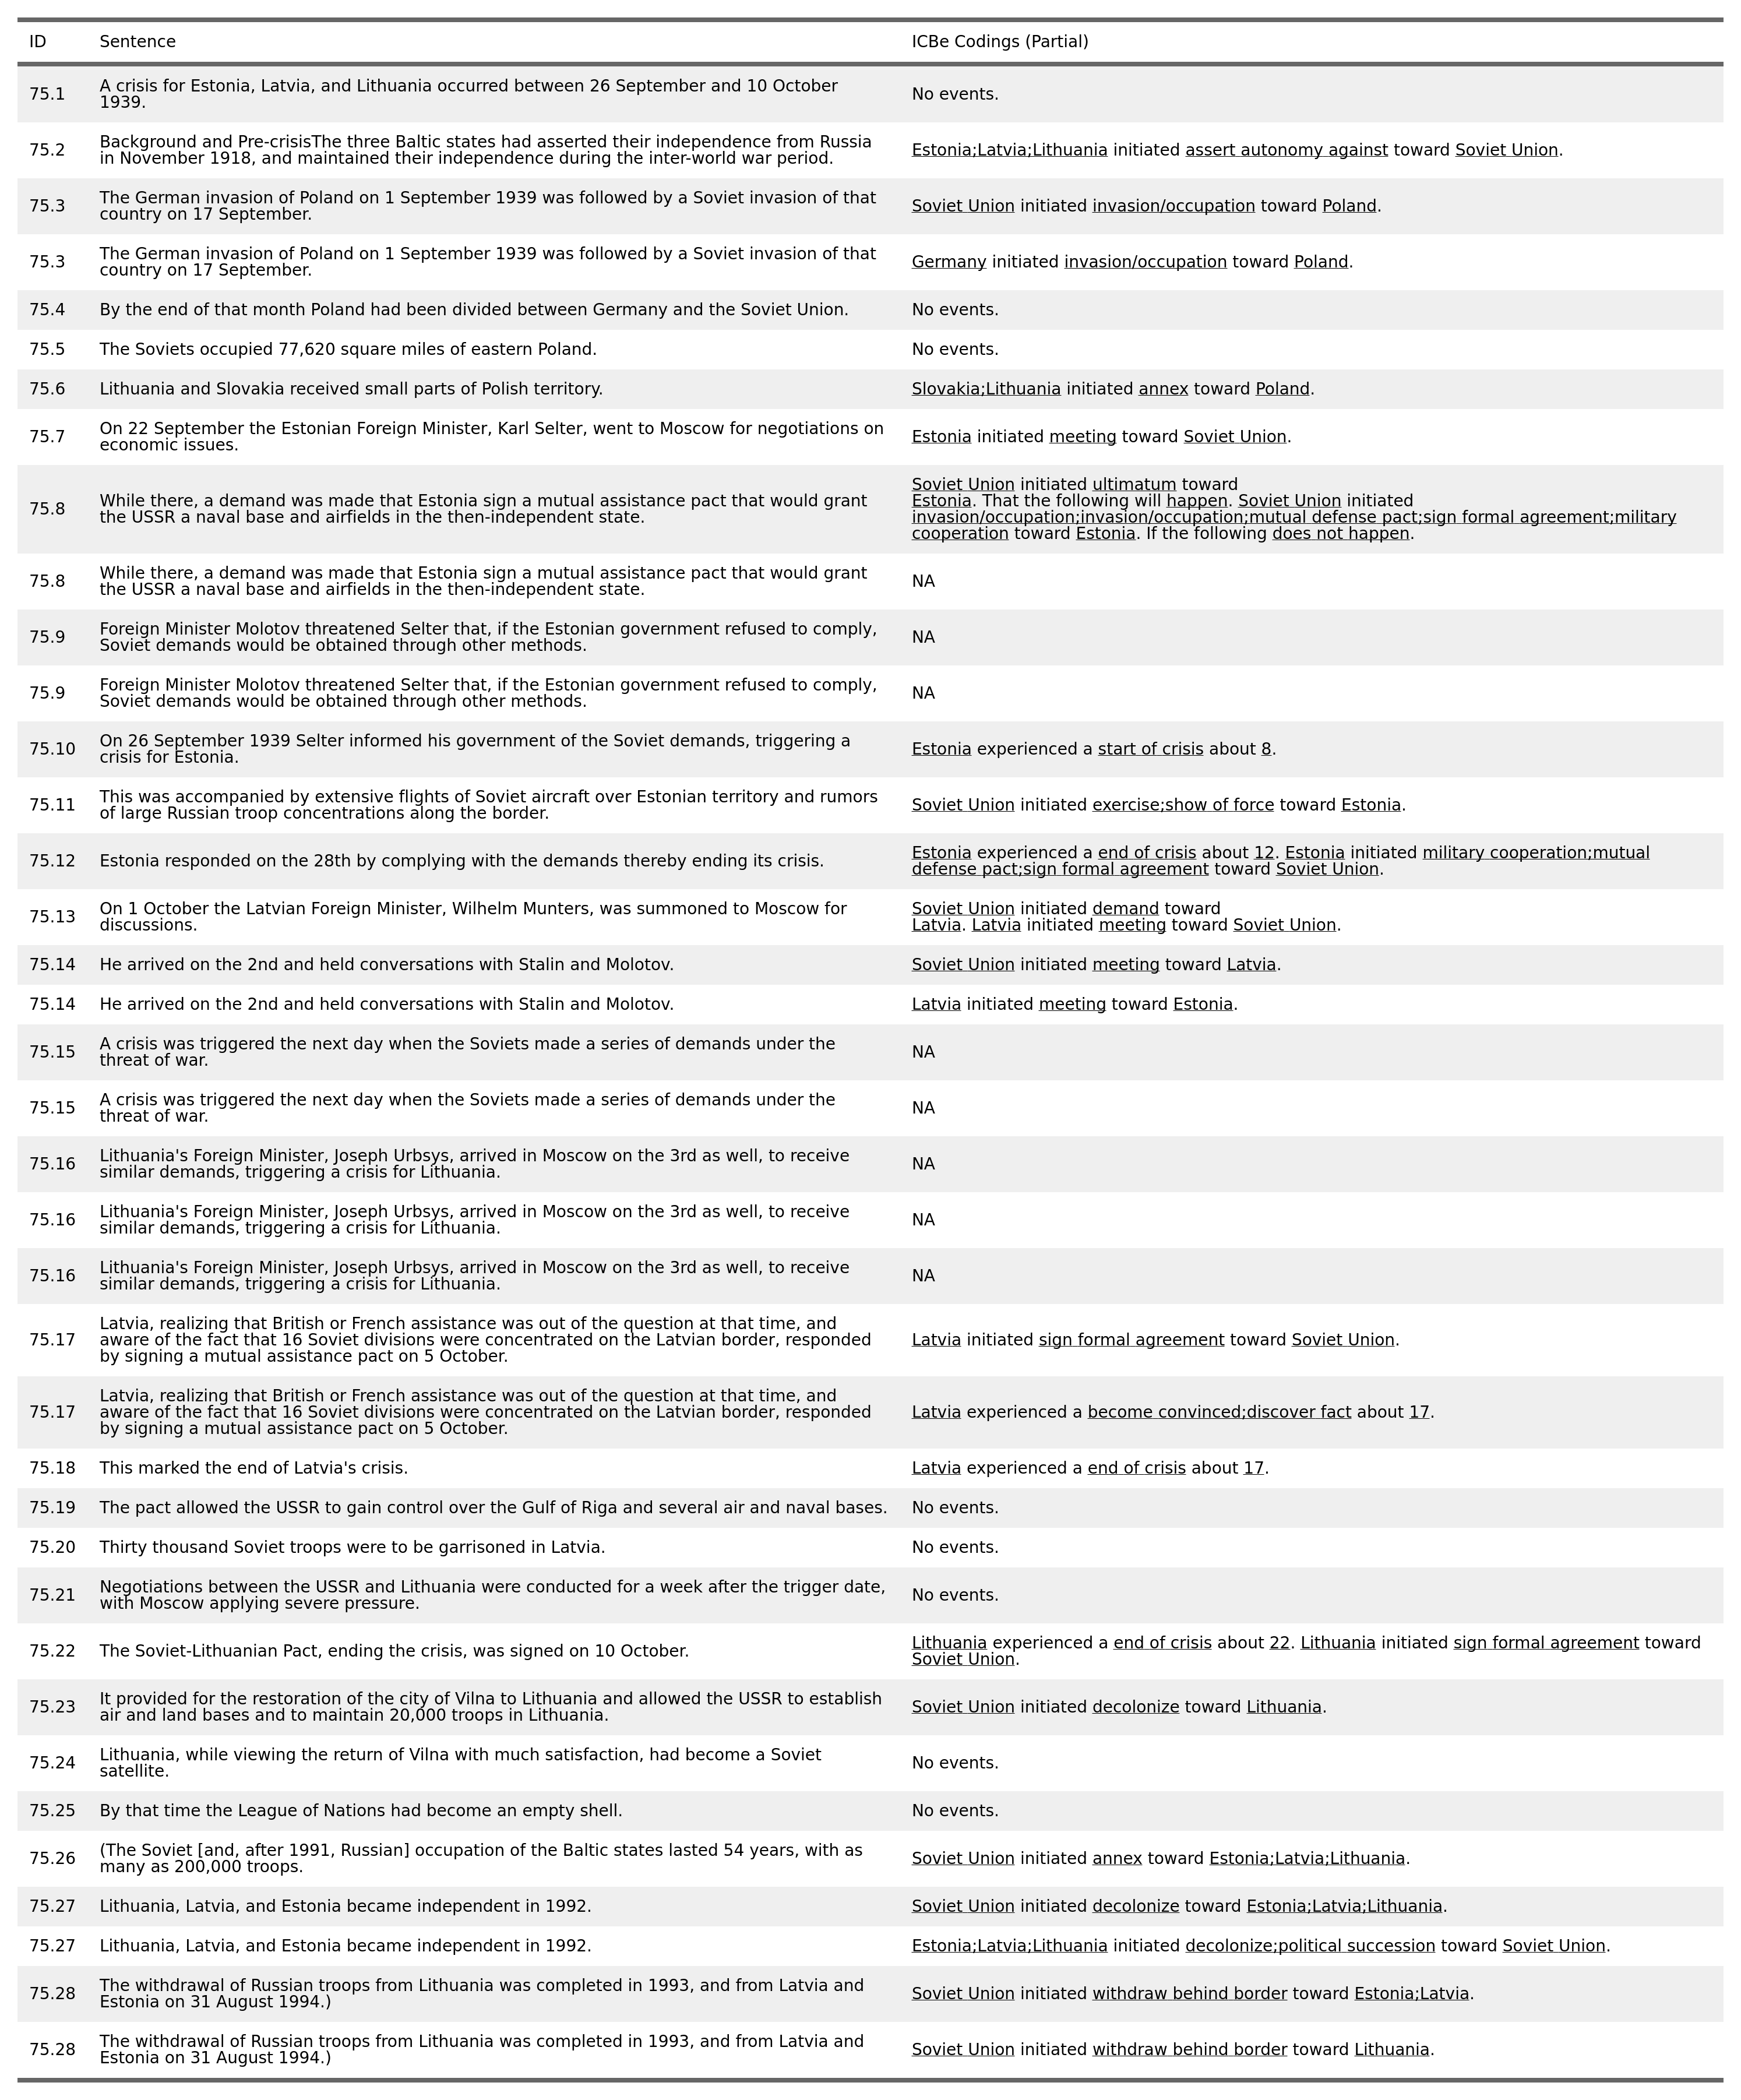 ID Sentence ICBe Codings (Partial)
75.1 A crisis for Estonia, Latvia, and Lithuania occurred between 26 September and 10 October
1939. No events.
75.2 Background and Pre-crisisThe three Baltic states had asserted their independence from Russia
in November 1918, and maintained their independence during the inter-world war period. Estonia;Latvia;Lithuania initiated assert autonomy against toward Soviet Union.
75.3 The German invasion of Poland on 1 September 1939 was followed by a Soviet invasion of that
country on 17 September. Soviet Union initiated invasion/occupation toward Poland.
75.3 The German invasion of Poland on 1 September 1939 was followed by a Soviet invasion of that
country on 17 September. Germany initiated invasion/occupation toward Poland.
75.4 By the end of that month Poland had been divided between Germany and the Soviet Union. No events.
75.5 The Soviets occupied 77,620 square miles of eastern Poland. No events.
75.6 Lithuania and Slovakia received small parts of Polish territory. Slovakia;Lithuania initiated annex toward Poland.
75.7 On 22 September the Estonian Foreign Minister, Karl Selter, went to Moscow for negotiations on
economic issues. Estonia initiated meeting toward Soviet Union.
75.8 While there, a demand was made that Estonia sign a mutual assistance pact that would grant
the USSR a naval base and airfields in the then-independent state. Soviet Union initiated ultimatum toward
Estonia. That the following will happen. Soviet Union initiated
invasion/occupation;invasion/occupation;mutual defense pact;sign formal agreement;military
cooperation toward Estonia. If the following does not happen.
75.8 While there, a demand was made that Estonia sign a mutual assistance pact that would grant
the USSR a naval base and airfields in the then-independent state. NA
75.9 Foreign Minister Molotov threatened Selter that, if the Estonian government refused to comply,
Soviet demands would be obtained through other methods. NA
75.9 Foreign Minister Molotov threatened Selter that, if the Estonian government refused to comply,
Soviet demands would be obtained through other methods. NA
75.10 On 26 September 1939 Selter informed his government of the Soviet demands, triggering a
crisis for Estonia. Estonia experienced a start of crisis about 8.
75.11 This was accompanied by extensive flights of Soviet aircraft over Estonian territory and rumors
of large Russian troop concentrations along the border. Soviet Union initiated exercise;show of force toward Estonia.
75.12 Estonia responded on the 28th by complying with the demands thereby ending its crisis. Estonia experienced a end of crisis about 12. Estonia initiated military cooperation;mutual
defense pact;sign formal agreement toward Soviet Union.
75.13 On 1 October the Latvian Foreign Minister, Wilhelm Munters, was summoned to Moscow for
discussions. Soviet Union initiated demand toward
Latvia. Latvia initiated meeting toward Soviet Union.
75.14 He arrived on the 2nd and held conversations with Stalin and Molotov. Soviet Union initiated meeting toward Latvia.
75.14 He arrived on the 2nd and held conversations with Stalin and Molotov. Latvia initiated meeting toward Estonia.
75.15 A crisis was triggered the next day when the Soviets made a series of demands under the
threat of war. NA
75.15 A crisis was triggered the next day when the Soviets made a series of demands under the
threat of war. NA
75.16 Lithuania's Foreign Minister, Joseph Urbsys, arrived in Moscow on the 3rd as well, to receive
similar demands, triggering a crisis for Lithuania. NA
75.16 Lithuania's Foreign Minister, Joseph Urbsys, arrived in Moscow on the 3rd as well, to receive
similar demands, triggering a crisis for Lithuania. NA
75.16 Lithuania's Foreign Minister, Joseph Urbsys, arrived in Moscow on the 3rd as well, to receive
similar demands, triggering a crisis for Lithuania. NA
75.17 Latvia, realizing that British or French assistance was out of the question at that time, and
aware of the fact that 16 Soviet divisions were concentrated on the Latvian border, responded
by signing a mutual assistance pact on 5 October. Latvia initiated sign formal agreement toward Soviet Union.
75.17 Latvia, realizing that British or French assistance was out of the question at that time, and
aware of the fact that 16 Soviet divisions were concentrated on the Latvian border, responded
by signing a mutual assistance pact on 5 October. Latvia experienced a become convinced;discover fact about 17.
75.18 This marked the end of Latvia's crisis. Latvia experienced a end of crisis about 17.
75.19 The pact allowed the USSR to gain control over the Gulf of Riga and several air and naval bases. No events.
75.20 Thirty thousand Soviet troops were to be garrisoned in Latvia. No events.
75.21 Negotiations between the USSR and Lithuania were conducted for a week after the trigger date,
with Moscow applying severe pressure. No events.
75.22 The Soviet-Lithuanian Pact, ending the crisis, was signed on 10 October. Lithuania experienced a end of crisis about 22. Lithuania initiated sign formal agreement toward
Soviet Union.
75.23 It provided for the restoration of the city of Vilna to Lithuania and allowed the USSR to establish
air and land bases and to maintain 20,000 troops in Lithuania. Soviet Union initiated decolonize toward Lithuania.
75.24 Lithuania, while viewing the return of Vilna with much satisfaction, had become a Soviet
satellite. No events.
75.25 By that time the League of Nations had become an empty shell. No events.
75.26 (The Soviet [and, after 1991, Russian] occupation of the Baltic states lasted 54 years, with as
many as 200,000 troops. Soviet Union initiated annex toward Estonia;Latvia;Lithuania.
75.27 Lithuania, Latvia, and Estonia became independent in 1992. Soviet Union initiated decolonize toward Estonia;Latvia;Lithuania.
75.27 Lithuania, Latvia, and Estonia became independent in 1992. Estonia;Latvia;Lithuania initiated decolonize;political succession toward Soviet Union.
75.28 The withdrawal of Russian troops from Lithuania was completed in 1993, and from Latvia and
Estonia on 31 August 1994.) Soviet Union initiated withdraw behind border toward Estonia;Latvia.
75.28 The withdrawal of Russian troops from Lithuania was completed in 1993, and from Latvia and
Estonia on 31 August 1994.) Soviet Union initiated withdraw behind border toward Lithuania.